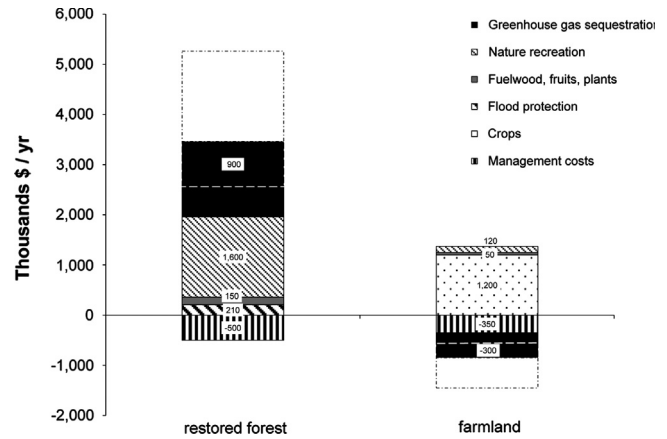 Thousands $ / yr
6,000
5,000
4,000
3,000
2,000
1,000
0
-1,000
-2,000
900
1,600
150
210
-500
120
50
1,200
-350
-300
restored forest
farmland
Greenhouse gas sequestration
Nature recreation
Fuelwood, fruits, plants
Flood protection
Crops
Management costs